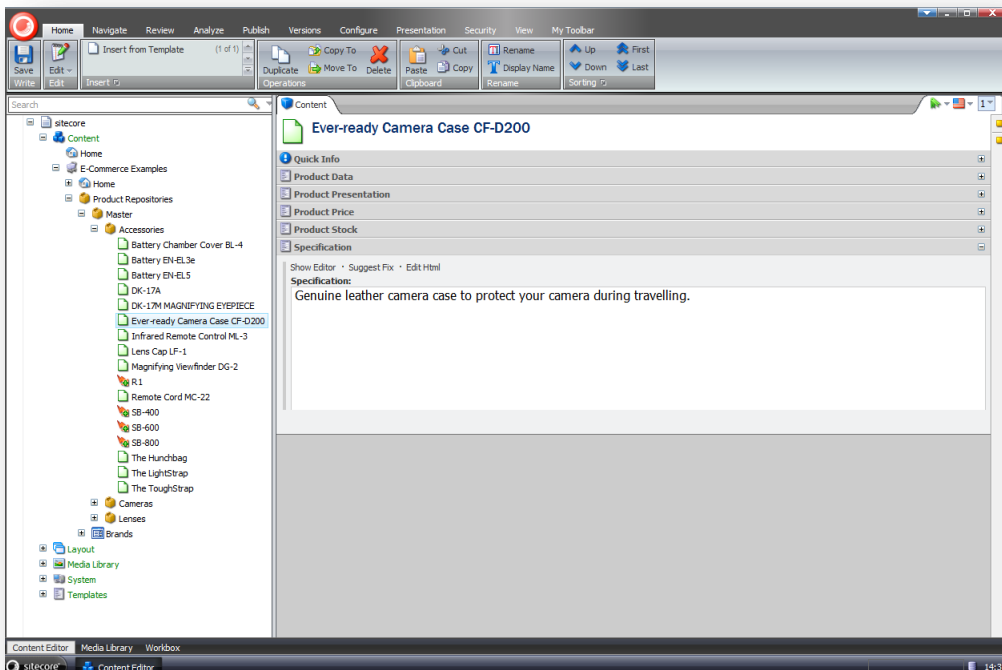 Home Navigate Review Analyze Publish Versions Configure Presentation Security View My Toolbar
Save
Write
Edit
Edit
Insert from Template (1 of 1)
Insert
Duplicate
Copy To
Move To
Delete
Operations
Paste
Cut
Copy
Clipboard
Rename
Display Name
Rename
Up
Down
First
Last
Sorting
Search
sitecore
Content
Home
E-Commerce Examples
Home
Product Repositories
Master
Accessories
Battery Chamber Cover BL-4
Battery EN-EL3e
Battery EN-EL5
DK-17A
DK-17M MAGNIFYING EYEPIECE
Ever-ready Camera Case CF-D200
Infrared Remote Control ML-3
Lens Cap LF-1
Magnifying Viewfinder DG-2
R1
Remote Cord MC-22
SB-400
SB-600
SB-800
The Hunchbag
The LightStrap
The ToughStrap
Cameras
Lenses
Brands
Layout
Media Library
System
Templates
Content
1
Ever-ready Camera Case CF-D200
Quick Info
Product Data
Product Presentation
Product Price
Product Stock
Specification
Show Editor · Suggest Fix · Edit Html
Specification:
Genuine leather camera case to protect your camera during travelling.
Content Editor Media Library Workbox
sitecore Content Editor